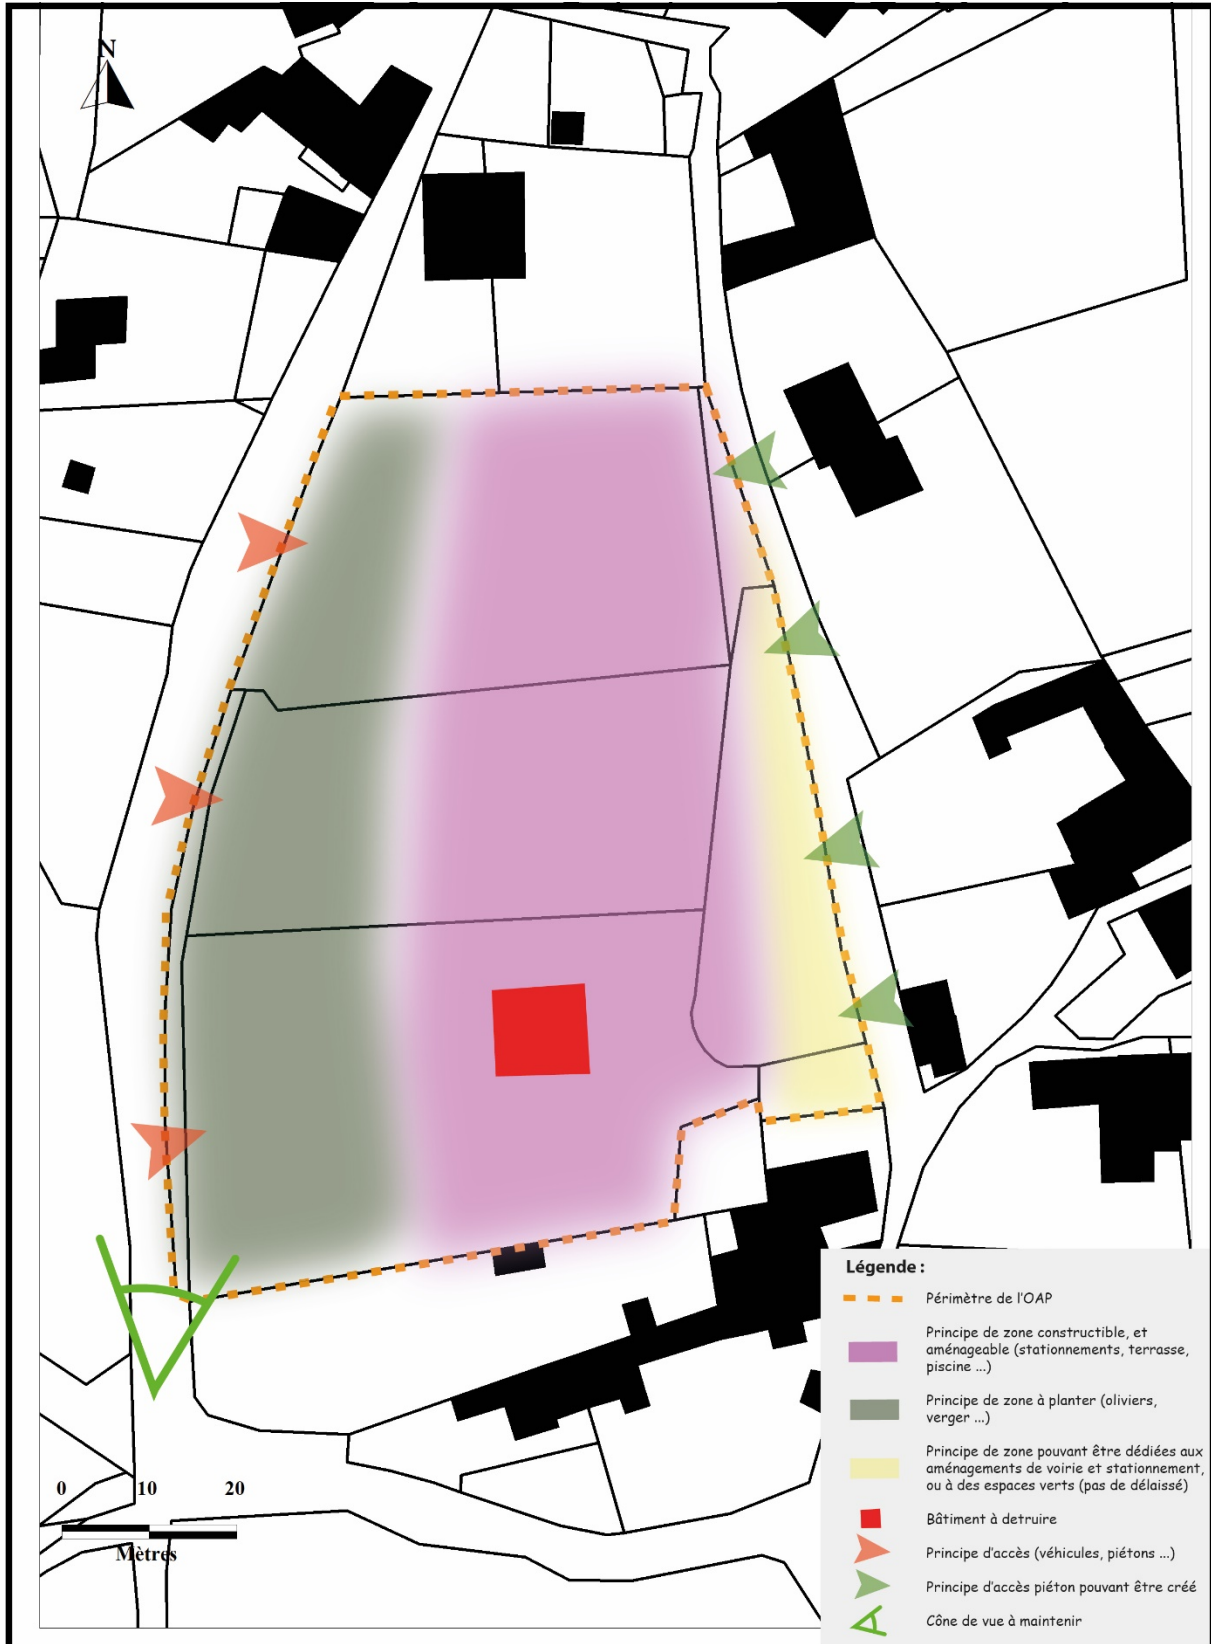 N
Légende :
Périmètre de l'OAP
Principe de zone constructible, et
aménageable (stationnements, terrasse,
piscine ...)
Principe de zone à planter (oliviers,
verger ...)
Principe de zone pouvant être dédiées aux
aménagements de voirie et stationnement,
ou à des espaces verts (pas de délaissé)
Bâtiment à detruire
Principe d'accès (véhicules, piétons ...)
Principe d'accès piéton pouvant être créé
Cône de vue à maintenir
0 10 20
Mètres